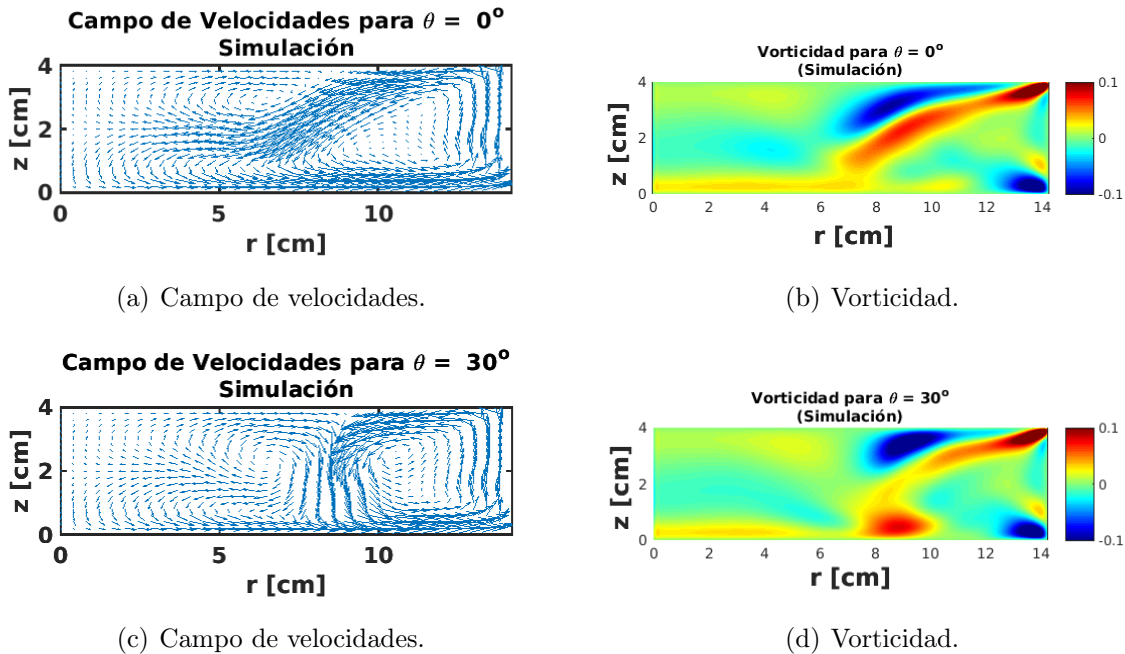 Campo de Velocidades para θ = 0º
Simulación
4
2
0
z [cm]
0 5 10
r [cm]
(a) Campo de velocidades.
Vorticidad para θ = 0º
(Simulación)
4
2
0
z [cm]
0 2 4 6 8 10 12 14
r [cm]
0.1
0
-0.1
(b) Vorticidad.
Campo de Velocidades para θ = 30º
Simulación
4
2
0
z [cm]
0 5 10
r [cm]
(c) Campo de velocidades.
Vorticidad para θ = 30º
(Simulación)
4
2
0
z [cm]
0 2 4 6 8 10 12 14
r [cm]
0.1
0
-0.1
(d) Vorticidad.